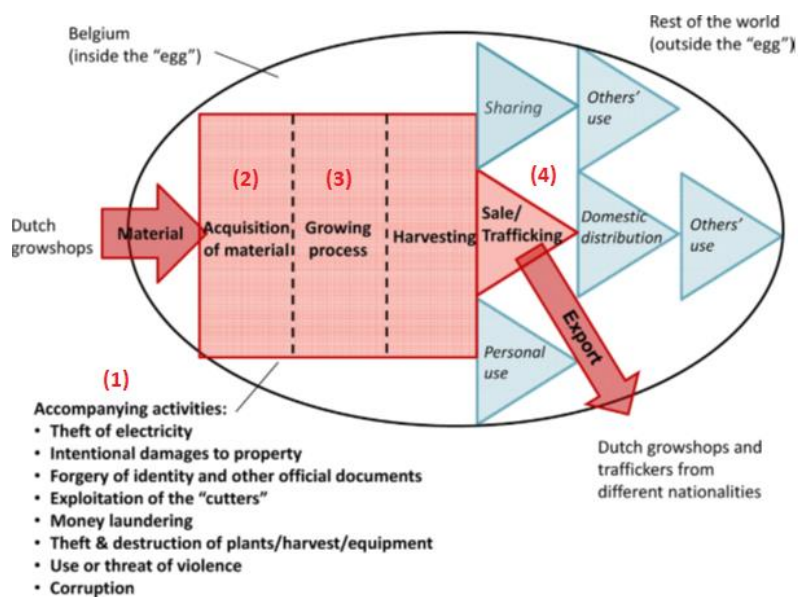 Belgium
(inside the “egg”)
Rest of the world
(outside the “egg”)
Sharing
Others’
use
(2)
(3)
(4)
Dutch
growshops
Material
Acquisition
of material
Growing
process
Harvesting
Sale/
Trafficking
Domestic
distribution
Others’
use
Export
Personal
use
(1)
Accompanying activities:
• Theft of electricity
• Intentional damages to property
• Forgery of identity and other official documents
• Exploitation of the “cutters”
• Money laundering
• Theft & destruction of plants/harvest/equipment
• Use or threat of violence
• Corruption
Dutch growshops and
traffickers from
different nationalities